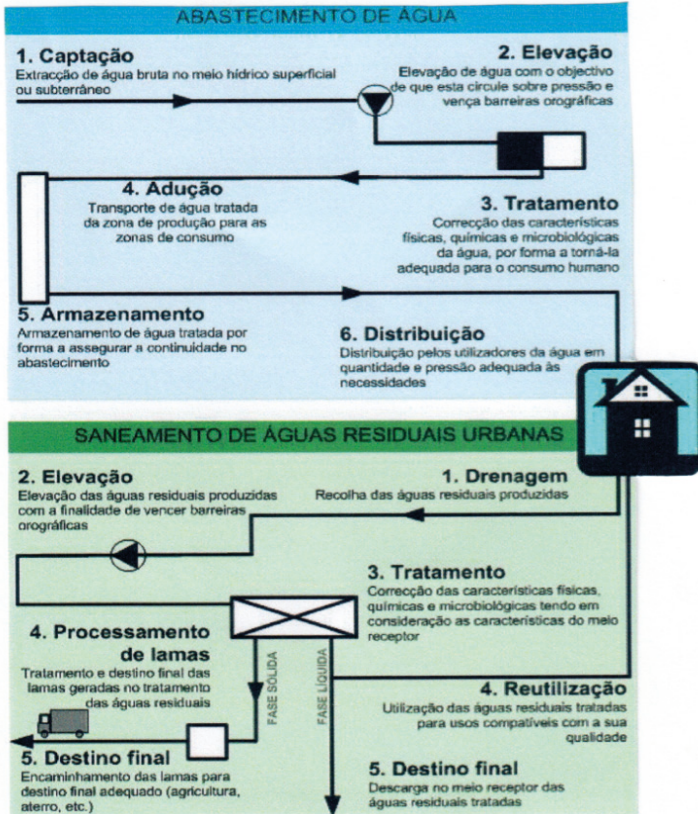 ABASTECIMENTO DE ÁGUA
1. Captação
Extracção de água bruta no meio hídrico superficial
ou subterrâneo
2. Elevação
Elevação de água com o objectivo
de que esta circule sobre pressão e
vença barreiras orográficas
4. Adução
Transporte de água tratada
da zona de produção para as
zonas de consumo
3. Tratamento
Correcção das características
físicas, químicas e microbiológicas
da água, por forma a torná-la
adequada para o consumo humano
5. Armazenamento
Armazenamento de água tratada por
forma a assegurar a continuidade no
abastecimento
6. Distribuição
Distribuição pelos utilizadores da água em
quantidade e pressão adequada às
necessidades
SANEAMENTO DE ÁGUAS RESIDUAIS URBANAS
2. Elevação
Elevação das águas residuais produzidas
com a finalidade de vencer barreiras
orográficas
1. Drenagem
Recolha das águas residuais produzidas
3. Tratamento
Correcção das características físicas,
químicas e microbiológicas tendo em
consideração as características do meio
receptor
4. Processamento
de lamas
Tratamento e destino final das
lamas geradas no tratamento
das águas residuais
FASE SÓLIDA
FASE LÍQUIDA
4. Reutilização
Utilização das águas residuais tratadas
para usos compatíveis com a sua
qualidade
5. Destino final
Encaminhamento das lamas para
destino final adequado (agricultura,
aterro, etc.)
5. Destino final
Descarga no meio receptor das
águas residuais tratadas